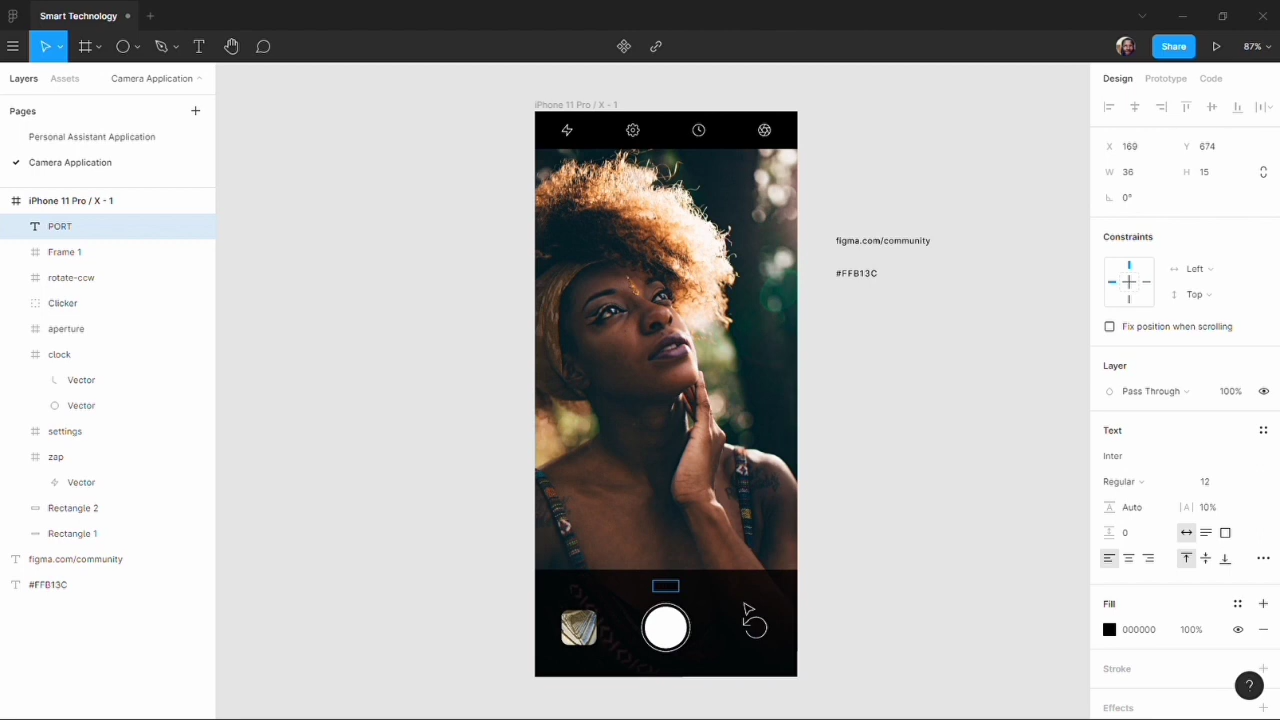 Smart Technology
Share
87%
Layers
Assets
Camera Application
Pages
Personal Assistant Application
Camera Application
iPhone 11 Pro / X - 1
PORT
Frame 1
rotate-ccw
Clicker
aperture
clock
Vector
Vector
settings
zap
Vector
Rectangle 2
Rectangle 1
figma.com/community
#FFB13C
iPhone 11 Pro / X - 1
figma.com/community
#FFB13C
Design
Prototype
Code
X 169 Y 674
W 36 H 15
0°
Constraints
Left
Top
Fix position when scrolling
Layer
Pass Through 100%
Text
Inter
Regular 12
A Auto |A| 10%
0
Fill
000000 100%
Stroke
Effects
?